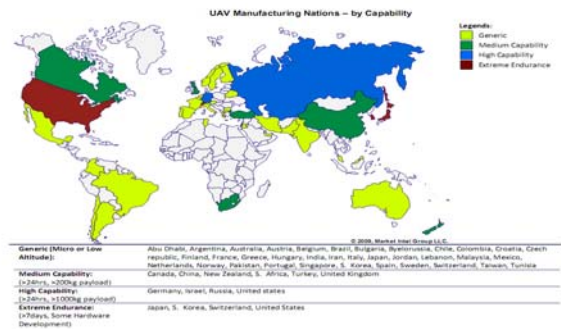 UAV Manufacturing Nations – by Capability
Legends:
Generic
Medium Capability
High Capability
Extreme Endurance
© 2008, Market Intel Group LLC.
Generic (Micro or Low Altitude):
Abu Dhabi, Argentina, Australia, Austria, Belgium, Brazil, Bulgaria, Byelorussia, Chile, Colombia, Croatia, Czech
republic, Finland, France, Greece, Hungary, India, Iran, Italy, Japan, Jordan, Lebanon, Malaysia, Mexico,
Netherlands, Norway, Pakistan, Portugal, Singapore, S. Korea, Spain, Sweden, Switzerland, Taiwan, Tunisia
Medium Capability:
(>24hrs, >200kg payload)
Canada, China, New Zealand, S. Africa, Turkey, United Kingdom
High Capability:
(>24hrs, >1000kg payload)
Germany, Israel, Russia, United states
Extreme Endurance:
(>7days, Some Hardware
Development)
Japan, S. Korea, Switzerland, United States